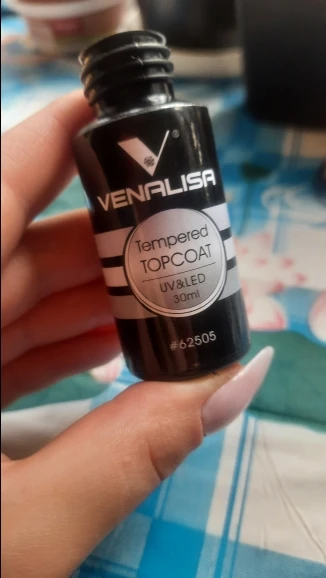 VENALISA®
Tempered
TOPCOAT
UV&LED
30ml
#62505